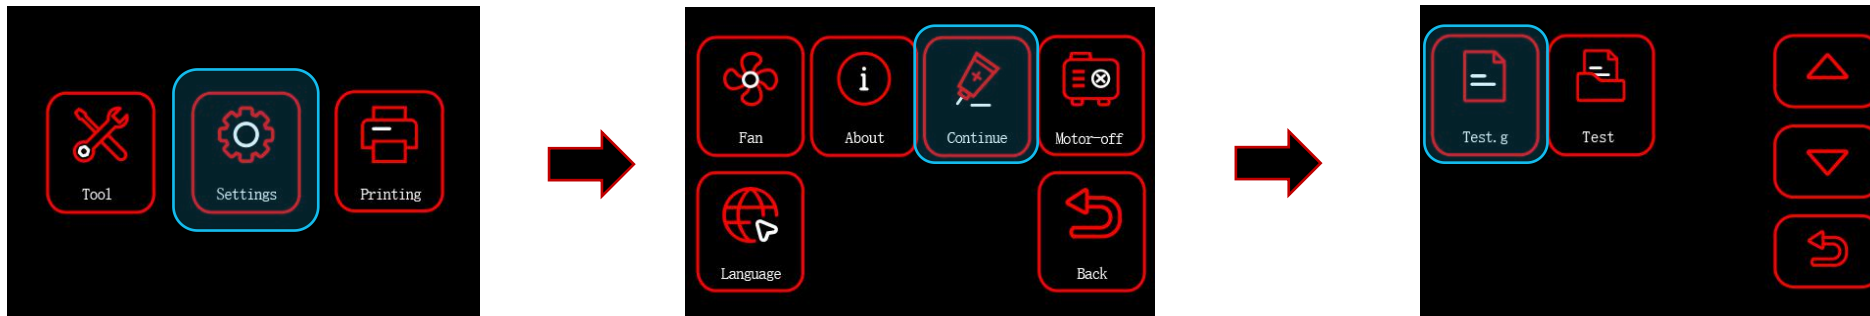 Tool
Settings
Printing
Fan
About
Continue
Motor-off
Language
Back
Test.g
Test